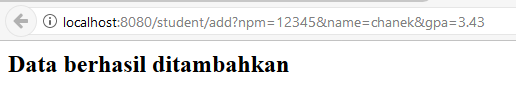 localhost:8080/student/add?npm=12345&name=chanek&gpa=3.43
Data berhasil ditambahkan